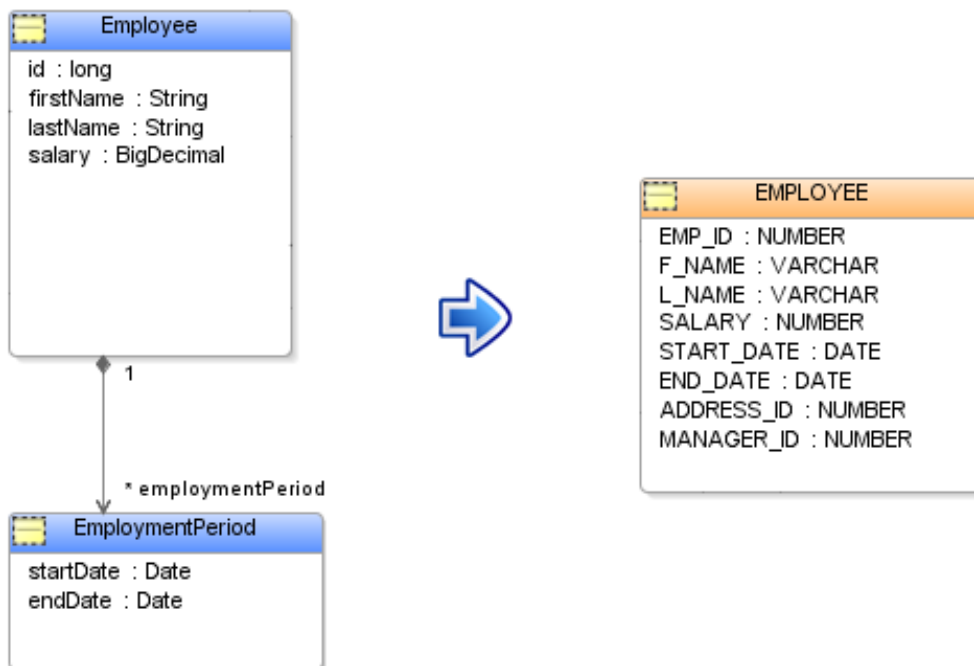 Employee
id : long
firstName : String
lastName : String
salary : BigDecimal
1
* employmentPeriod
EmploymentPeriod
startDate : Date
endDate : Date
EMPLOYEE
EMP_ID : NUMBER
F_NAME : VARCHAR
L_NAME : VARCHAR
SALARY : NUMBER
START_DATE : DATE
END_DATE : DATE
ADDRESS_ID : NUMBER
MANAGER_ID : NUMBER